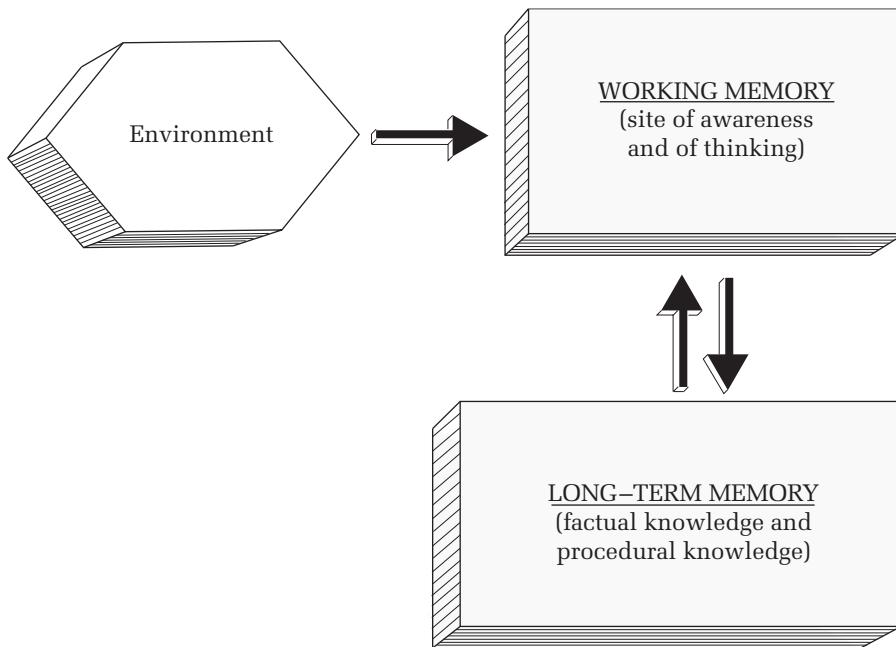 Environment
WORKING MEMORY
(site of awareness
and of thinking)
LONG–TERM MEMORY
(factual knowledge and
procedural knowledge)